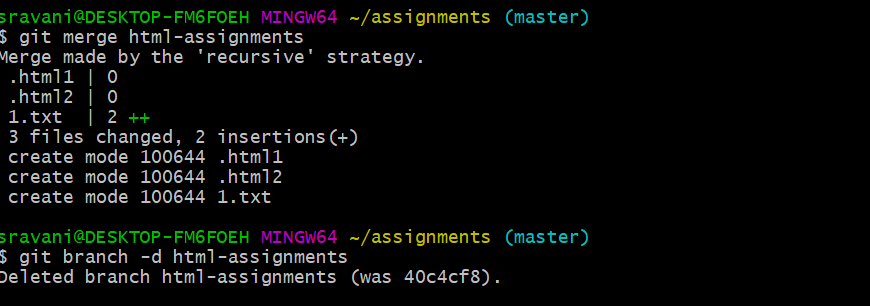 sravani@DESKTOP-FM6FOEH MINGW64 ~/assignments (master)
$ git merge html-assignments
Merge made by the 'recursive' strategy.
 .html1 | 0
 .html2 | 0
 1.txt  | 2 ++
 3 files changed, 2 insertions(+)
 create mode 100644 .html1
 create mode 100644 .html2
 create mode 100644 1.txt

sravani@DESKTOP-FM6FOEH MINGW64 ~/assignments (master)
$ git branch -d html-assignments
Deleted branch html-assignments (was 40c4cf8).